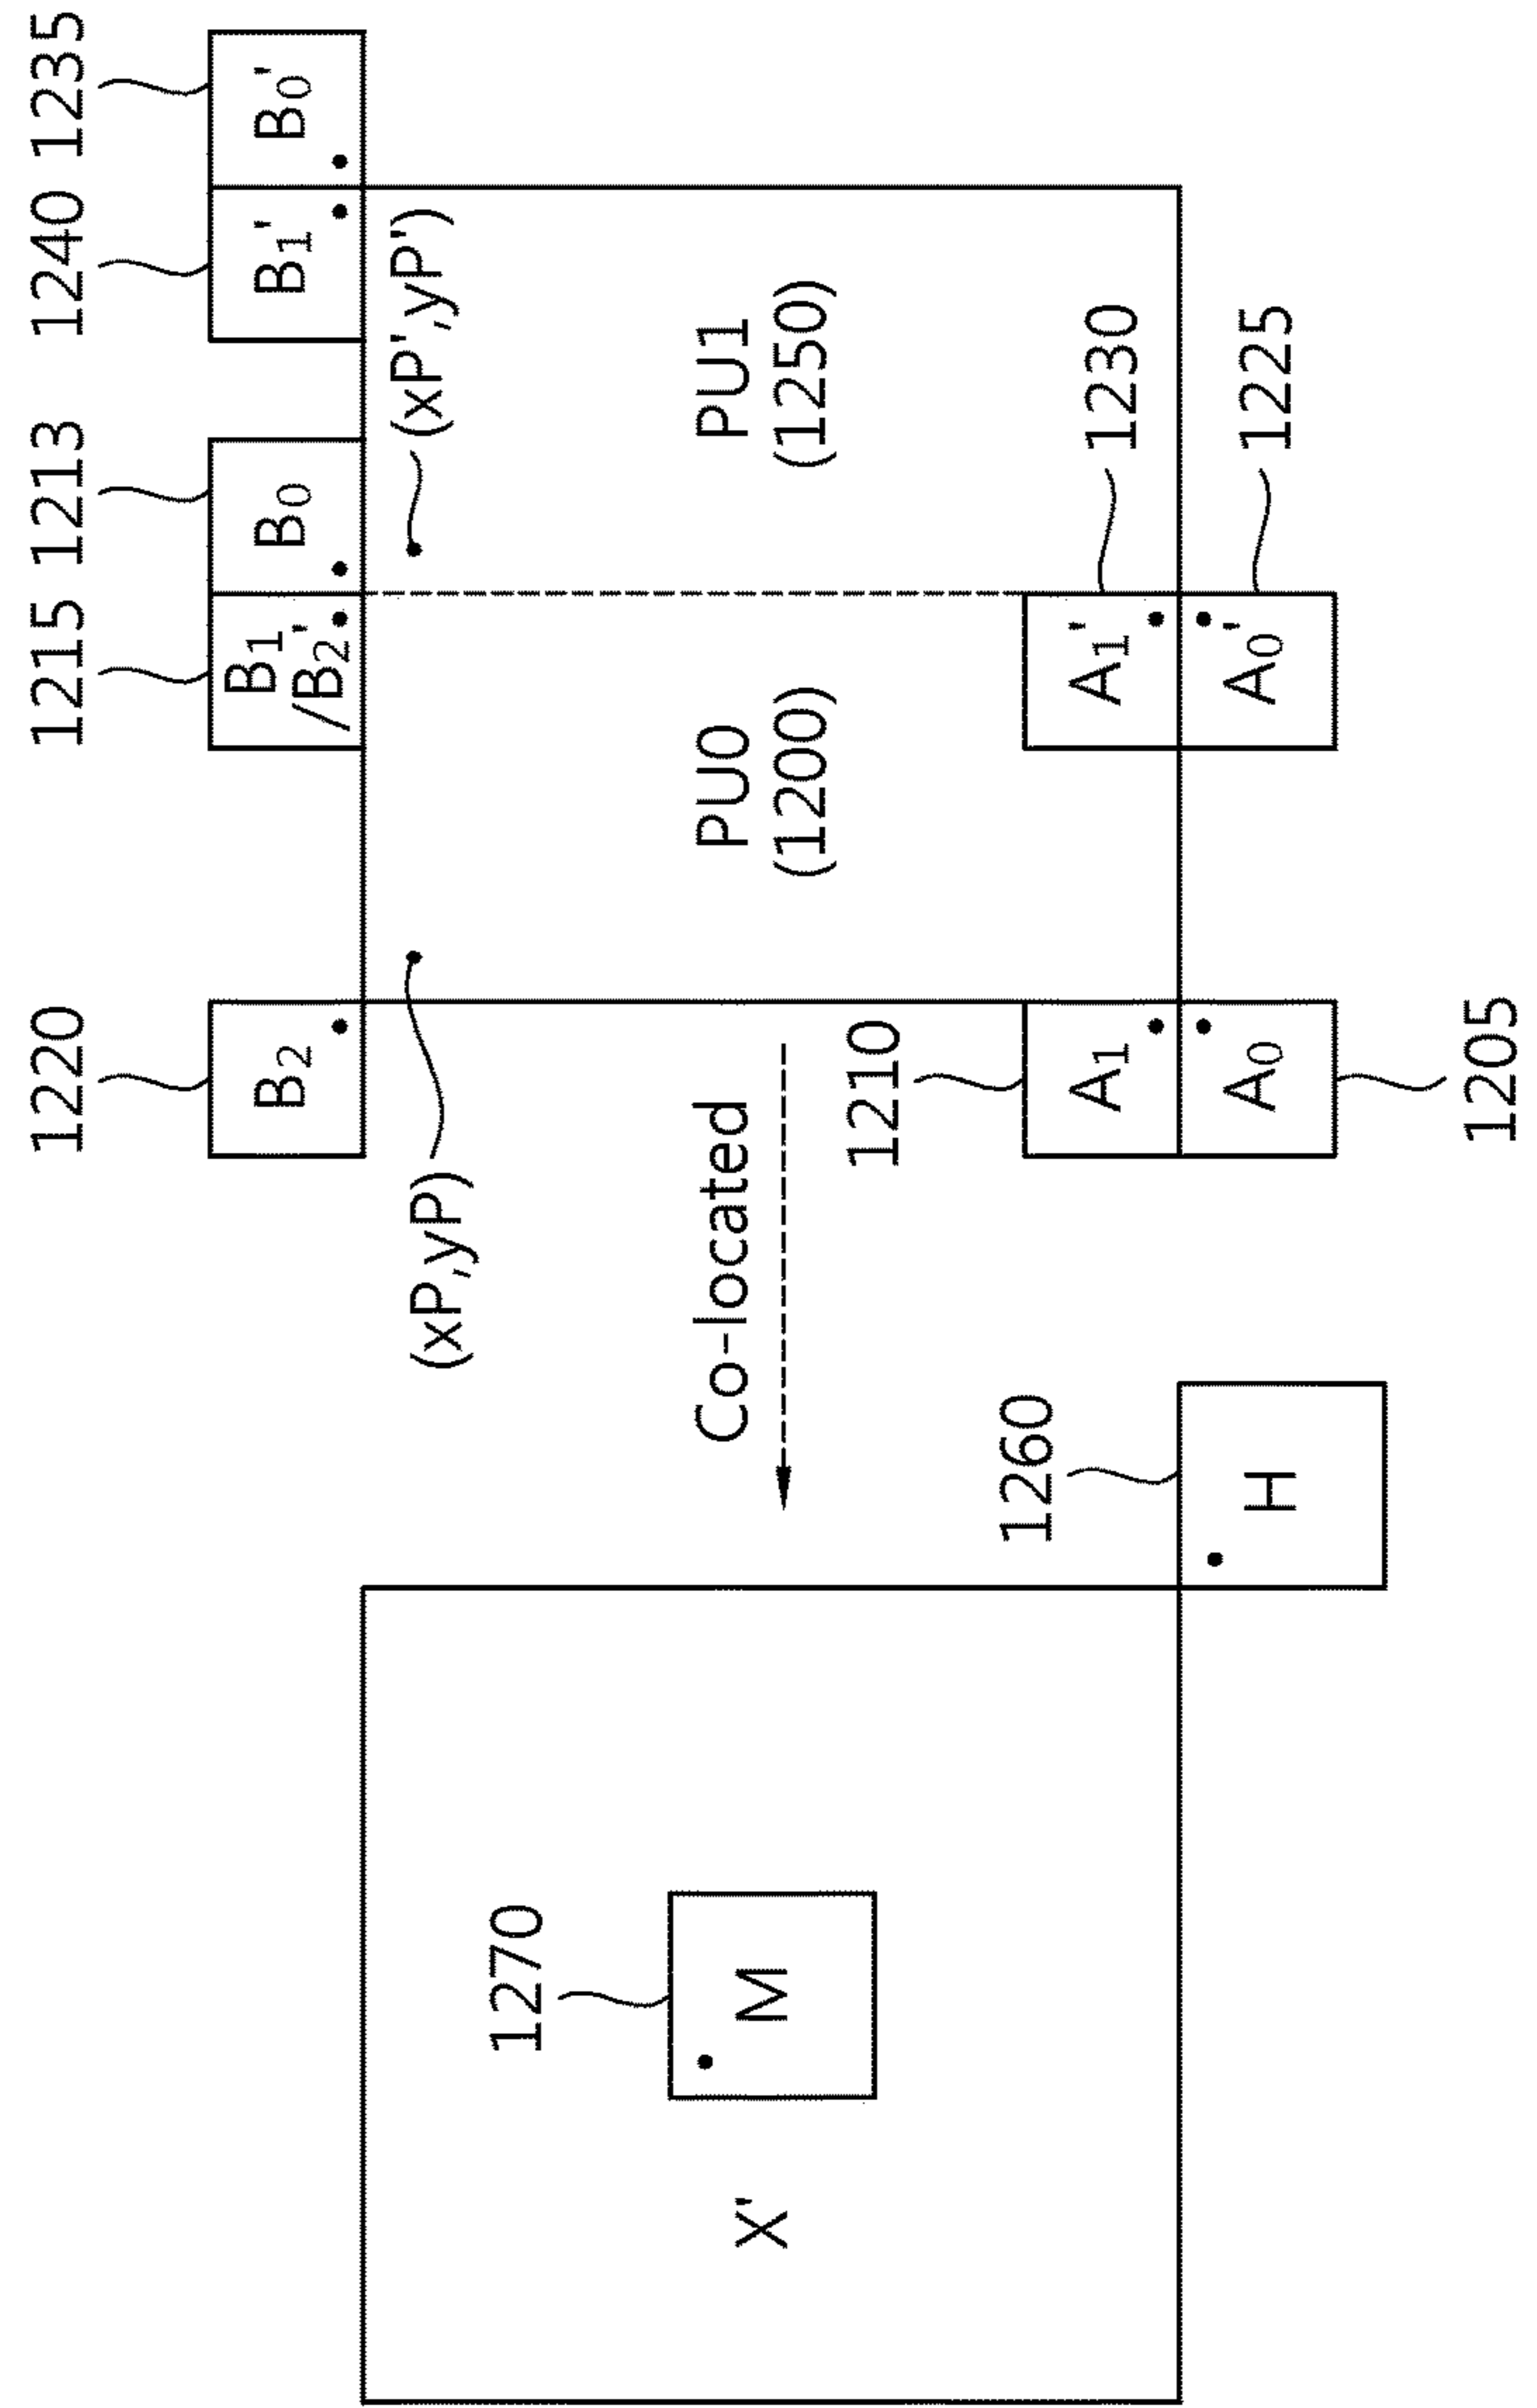 1220 1215 1213 1240 1235
B₂ B₁ B₀ B₁' B₀'
/B₂'
(xP,yP) (xP',yP')
1270
X' M Co-located PU0 PU1
(1200) (1250)
1210
1260 A₁ A₁' 1230
H A₀ A₀' 1225
1205